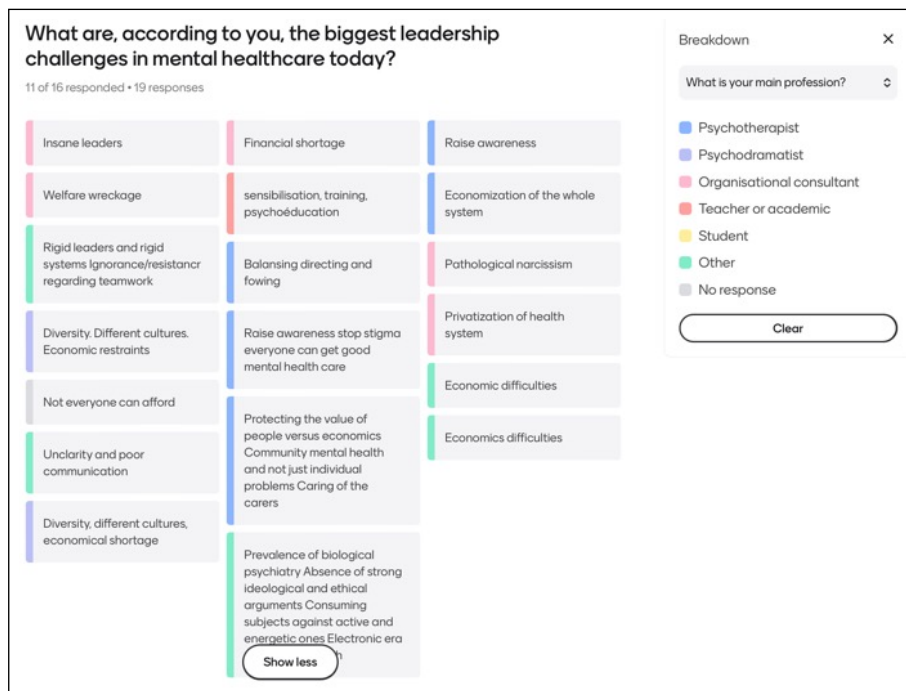 What are, according to you, the biggest leadership
challenges in mental healthcare today?
11 of 16 responded • 19 responses
Insane leaders
Welfare wreckage
Rigid leaders and rigid
systems Ignorance/resistancr
regarding teamwork
Diversity. Different cultures.
Economic restraints
Not everyone can afford
Unclarity and poor
communication
Diversity, different cultures,
economical shortage
Financial shortage
sensibilisation, training,
psychoéducation
Balansing directing and
fowing
Raise awareness stop stigma
everyone can get good
mental health care
Protecting the value of
people versus economics
Community mental health
and not just individual
problems Caring of the
carers
Prevalence of biological
psychiatry Absence of strong
ideological and ethical
arguments Consuming
subjects against active and
energetic ones Electronic era
Show less
Raise awareness
Economization of the whole
system
Pathological narcissism
Privatization of health
system
Economic difficulties
Economics difficulties
Breakdown
What is your main profession?
Psychotherapist
Psychodramatist
Organisational consultant
Teacher or academic
Student
Other
No response
Clear